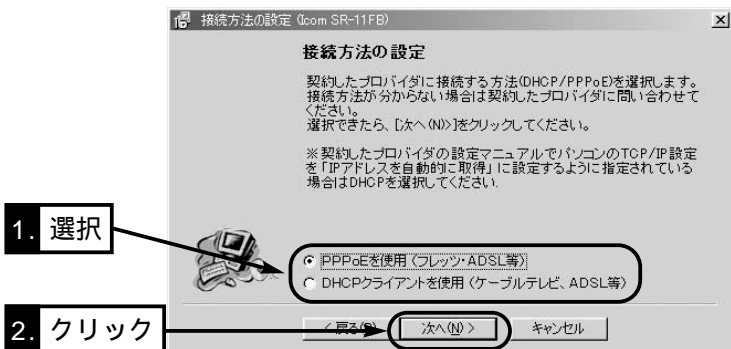 接続方法の設定 (Icom SR-11FB)
接続方法の設定
契約したプロバイダに接続する方法(DHCP/PPPoE)を選択します。
接続方法が分からない場合は契約したプロバイダに問い合わせて
ください。
選択できたら、[次へ(N)>]をクリックしてください。
※契約したプロバイダの設定マニュアルでパソコンのTCP/IP設定
を「IPアドレスを自動的に取得」に設定するように指定されている
場合はDHCPを選択してください.
1. 選択
PPPoEを使用(フレッツ・ADSL等)
DHCPクライアントを使用(ケーブルテレビ、ADSL等)
2. クリック
< 戻る(B)
次へ(N) >
キャンセル